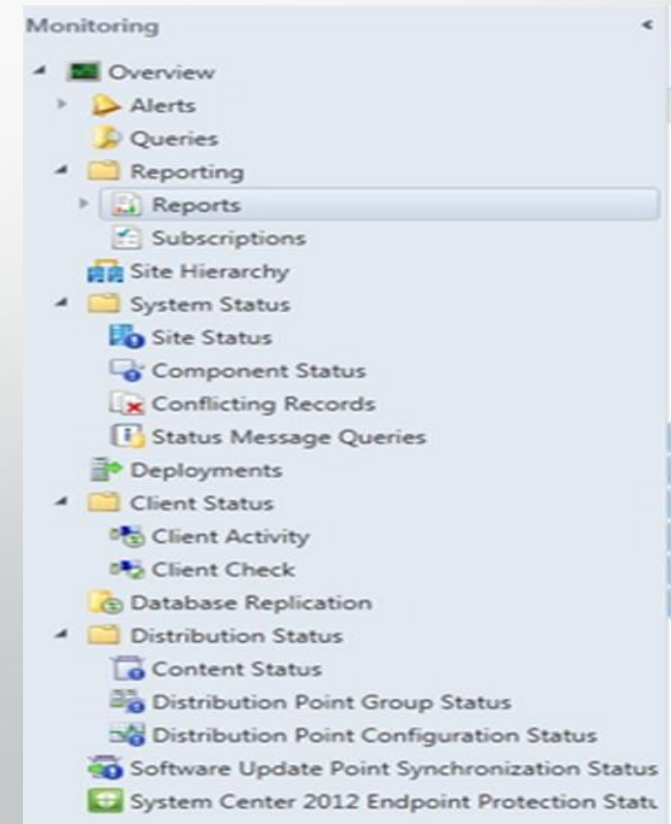 Monitoring
Overview
Alerts
Queries
Reporting
Reports
Subscriptions
Site Hierarchy
System Status
Site Status
Component Status
Conflicting Records
Status Message Queries
Deployments
Client Status
Client Activity
Client Check
Database Replication
Distribution Status
Content Status
Distribution Point Group Status
Distribution Point Configuration Status
Software Update Point Synchronization Status
System Center 2012 Endpoint Protection Statu